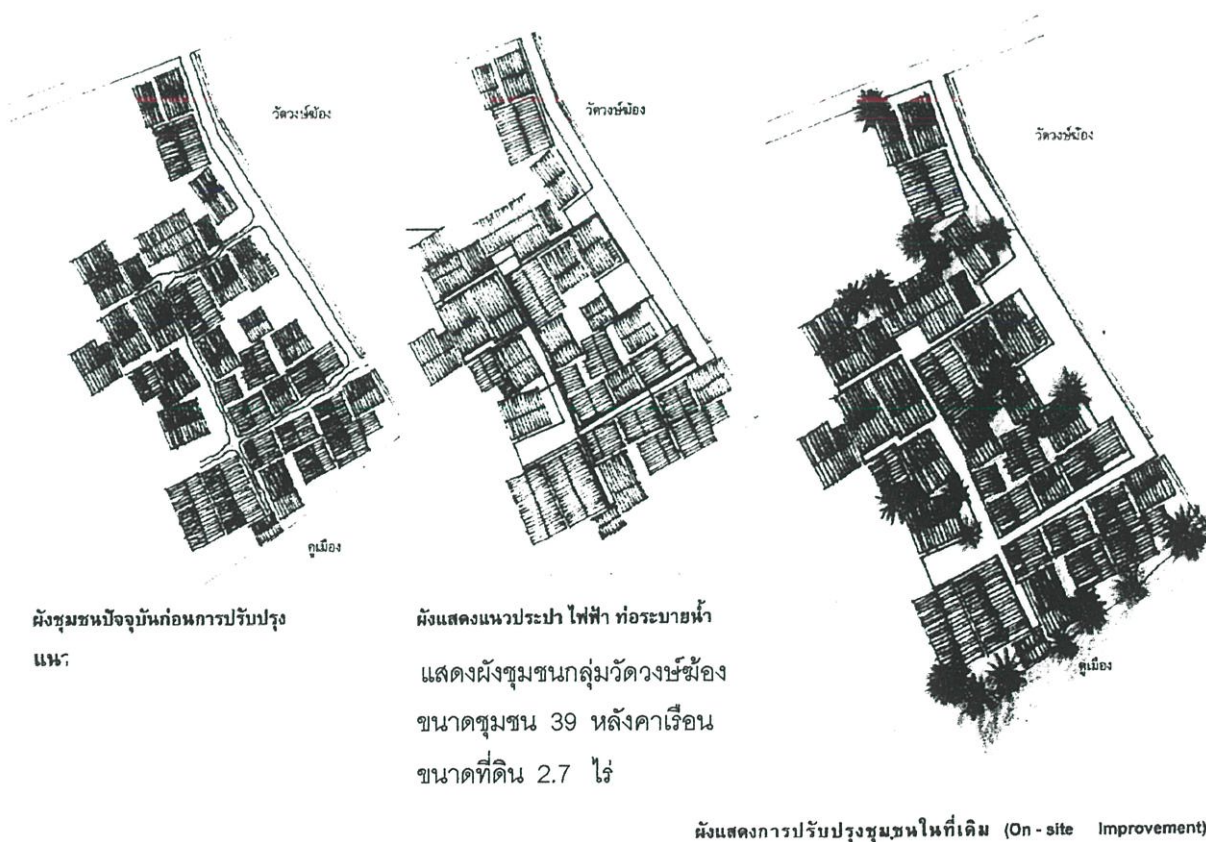 วัดวงษ์ฆ้อง
วัดวงษ์ฆ้อง
วัดวงษ์ฆ้อง
คูเมือง
คูเมือง
ผังชุมชนปัจจุบันก่อนการปรับปรุง
ผังแสดงแนวประปา ไฟฟ้า ท่อระบายน้ำ
แสดงผังชุมชนกลุ่มวัดวงษ์ฆ้อง
ขนาดชุมชน 39 หลังคาเรือน
ขนาดที่ดิน 2.7 ไร่
ผังแสดงการปรับปรุงชุมชนในที่เดิม (On - site Improvement)